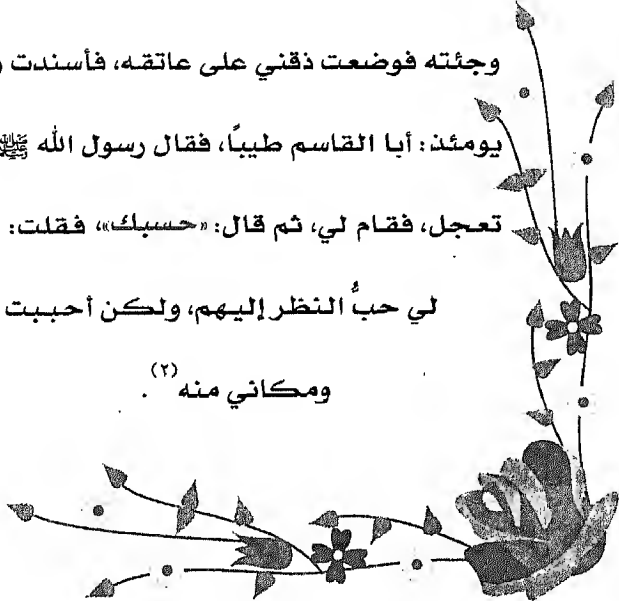 وجئته فوضعت ذقني على عاتقه، فأسندت
يومئذ: أبا القاسم طيباً، فقال رسول الله ﷺ
تعجل، فقام لي، ثم قال: «حسبك»، فقلت:
لي حبُّ النظر إليهم، ولكن أحببت
ومكاني منه(٢).